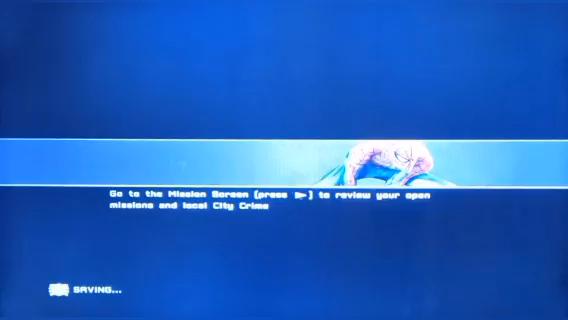 Go to the Mission Screen (press ) to review your open
missions and local City Crime
SAVING...